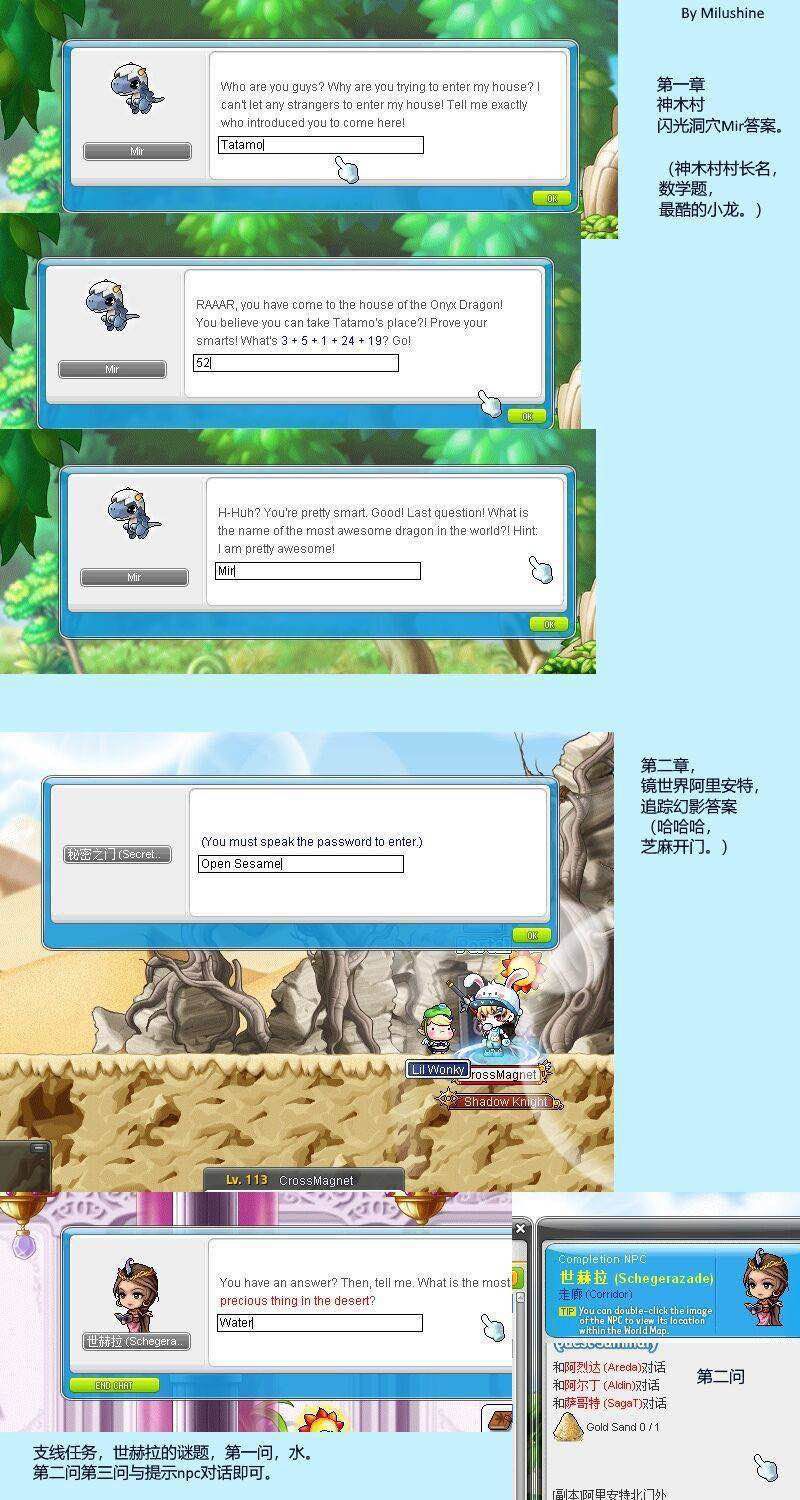 By Milushine
第一章
神木村
闪光洞穴Mir答案。
（神木村村长名，
数学题，
最酷的小龙。）
Who are you guys? Why are you trying to enter my house? I
can't let any strangers to enter my house! Tell me exactly
who introduced you to come here!
Tatamo
Mir
OK
RAAAR, you have come to the house of the Onyx Dragon!
You believe you can take Tatamo's place?! Prove your
smarts! What's 3 + 5 + 1 + 24 + 19? Go!
52
Mir
OK
H-Huh? You're pretty smart. Good! Last question! What is
the name of the most awesome dragon in the world?! Hint:
I am pretty awesome!
Mir
Mir
OK
第二章，
镜世界阿里安特，
追踪幻影答案
（哈哈哈，
芝麻开门。）
(You must speak the password to enter.)
秘密之门 (Secret..
Open Sesame
OK
Lil Wonky
rossMagnet
Shadow Knight
Lv. 113 CrossMagnet
You have an answer? Then, tell me. What is the most
precious thing in the desert?
Water
世赫拉 (Schegera..
END CHAT
Completion NPC
世赫拉 (Schegerazade)
走廊 (Corridor)
TIP You can double-click the image
of the NPC to view its location
within the World Map.
和阿烈达 (Areda)对话
和阿尔丁 (Aldin)对话
和萨哥特 (SagaT)对话
Gold Sand 0 / 1
第二问
[副本]阿里安特北门外
支线任务，世赫拉的谜题，第一问，水。
第二问第三问与提示npc对话即可。